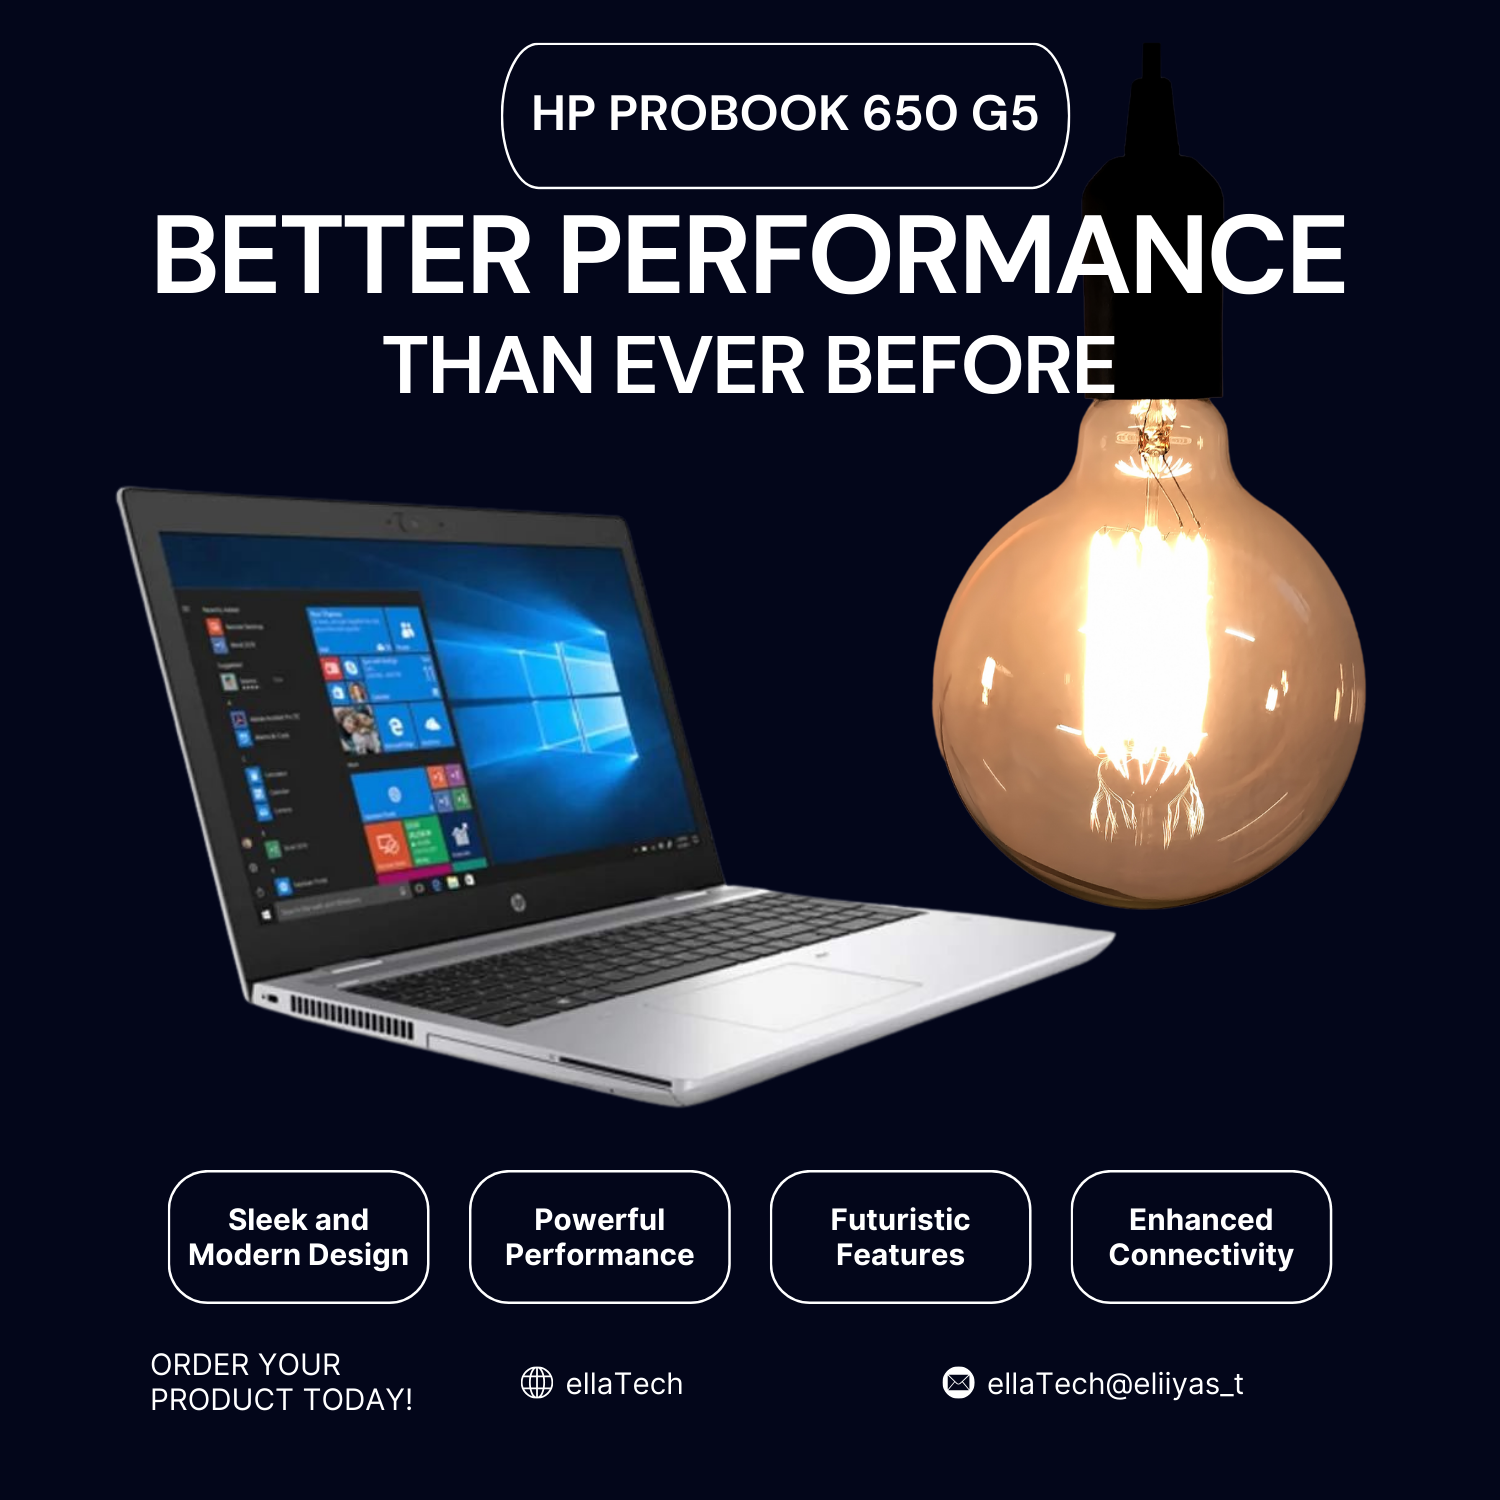 HP PROBOOK 650 G5
BETTER PERFORMANCE
THAN EVER BEFORE
Sleek and
Modern Design
Powerful
Performance
Futuristic
Features
Enhanced
Connectivity
ORDER YOUR
PRODUCT TODAY!
ellaTech
ellaTech@eliiyas_t